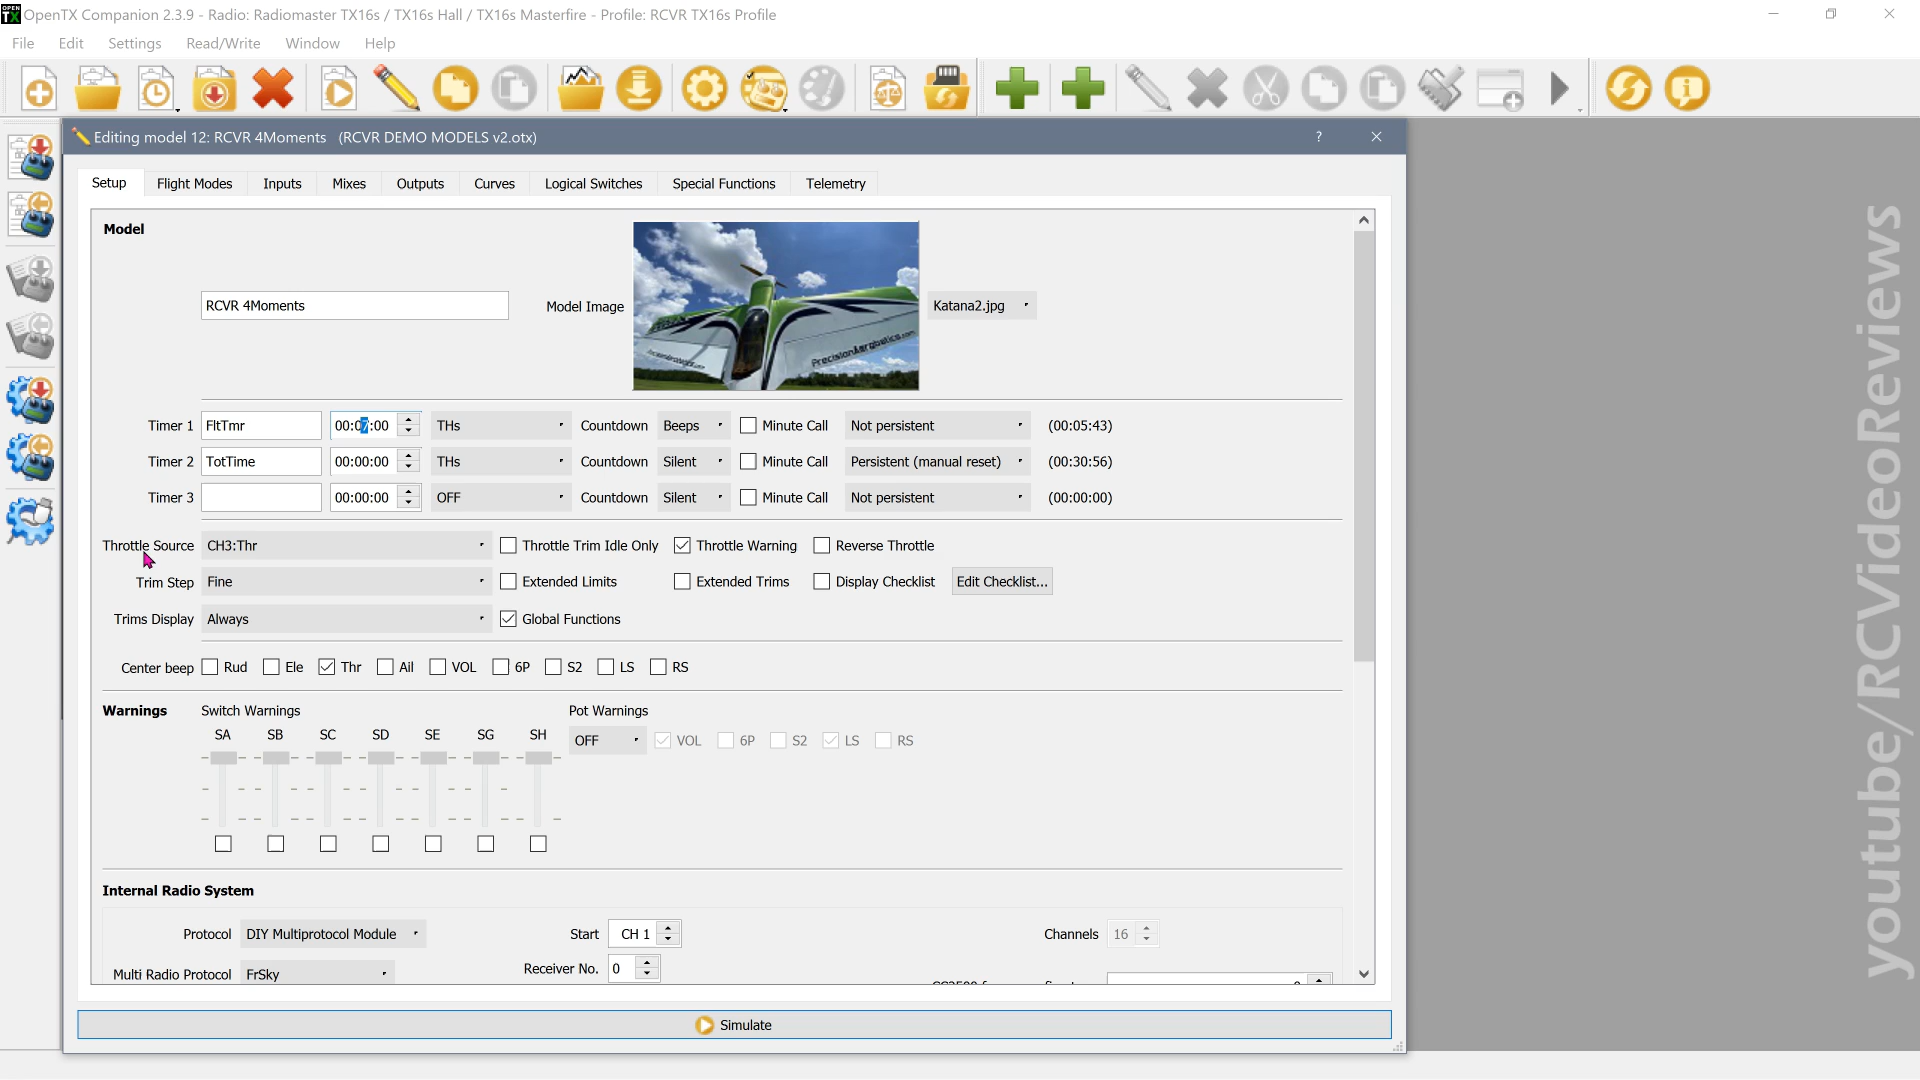 OPEN TX OpenTX Companion 2.3.9 - Radio: Radiomaster TX16s / TX16s Hall / TX16s Masterfire - Profile: RCVR TX16s Profile
File Edit Settings Read/Write Window Help
Editing model 12: RCVR 4Moments (RCVR DEMO MODELS v2.otx) ?
Setup Flight Modes Inputs Mixes Outputs Curves Logical Switches Special Functions Telemetry
Model
RCVR 4Moments Model Image Katana2.jpg
PrecisionAerobatics.com
Timer 1 FltTmr 00:07:00 THs Countdown Beeps Minute Call Not persistent (00:05:43)
Timer 2 TotTime 00:00:00 THs Countdown Silent Minute Call Persistent (manual reset) (00:30:56)
Timer 3 00:00:00 OFF Countdown Silent Minute Call Not persistent (00:00:00)
Throttle Source CH3:Thr Throttle Trim Idle Only Throttle Warning Reverse Throttle
Trim Step Fine Extended Limits Extended Trims Display Checklist Edit Checklist...
Trims Display Always Global Functions
Center beep Rud Ele Thr Ail VOL 6P S2 LS RS
Warnings Switch Warnings Pot Warnings
SA SB SC SD SE SG SH OFF VOL 6P S2 LS RS
Internal Radio System
Protocol DIY Multiprotocol Module Start CH 1 Channels 16
Multi Radio Protocol FrSky Receiver No. 0
Simulate
youtube/RCVideoReviews